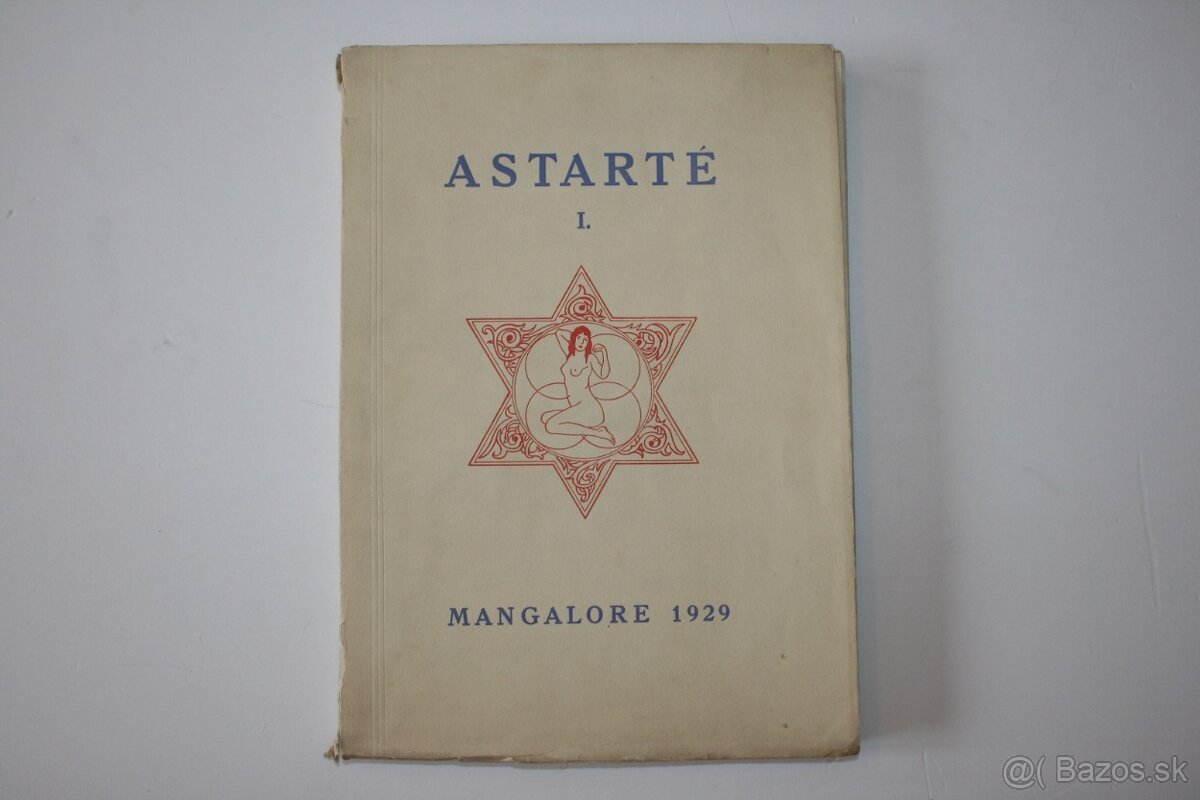 ASTARTÉ
I.
MANGALORE 1929
@( Bazos.sk